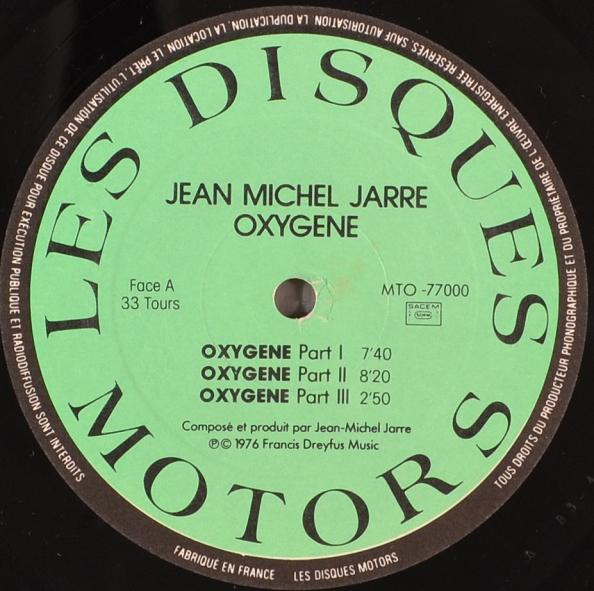 LES DISQUES
MOTORS
JEAN MICHEL JARRE
OXYGENE
Face A
33 Tours
MTO -77000
SACEM
OXYGENE Part I 7'40
OXYGENE Part II 8'20
OXYGENE Part III 2'50
Composé et produit par Jean-Michel Jarre
℗© 1976 Francis Dreyfus Music
TOUS DROITS DU PRODUCTEUR PHONOGRAPHIQUE ET DU PROPRIÉTAIRE DE L'ŒUVRE ENREGISTRÉE RÉSERVÉS. SAUF AUTORISATION LA DUPLICATION, LA LOCATION, LE PRÊT, L'UTILISATION DE CE DISQUE POUR EXÉCUTION PUBLIQUE ET RADIODIFFUSION SONT INTERDITS
FABRIQUÉ EN FRANCE LES DISQUES MOTORS